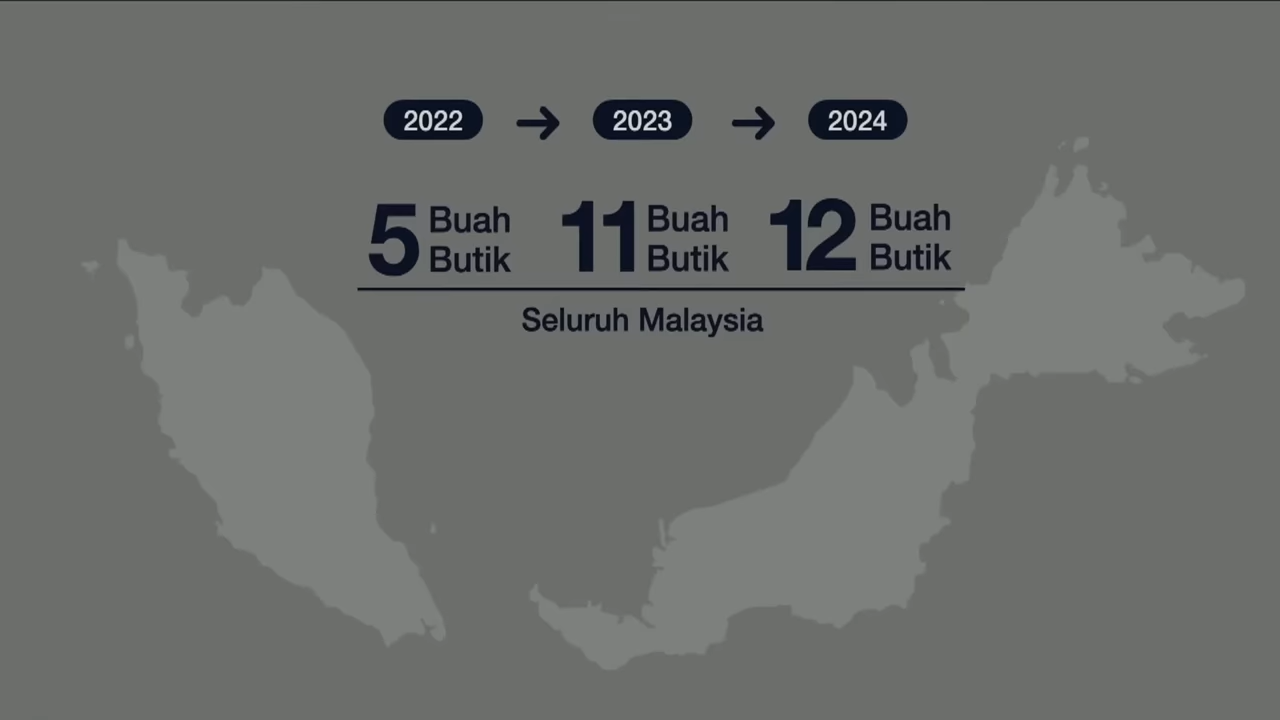 2022 → 2023 → 2024
5 Buah Butik
11 Buah Butik
12 Buah Butik
Seluruh Malaysia